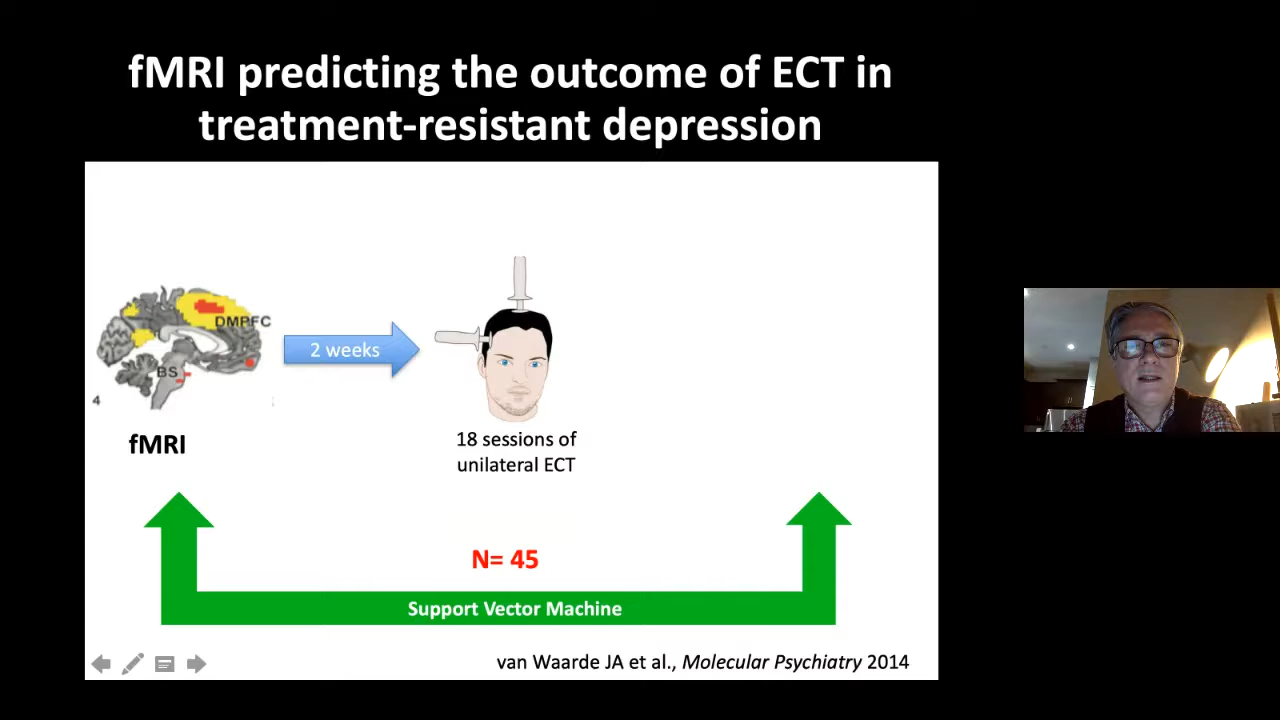 fMRI predicting the outcome of ECT in
treatment-resistant depression
DMPFC
2 weeks
BS
4
fMRI
18 sessions of
unilateral ECT
N= 45
Support Vector Machine
van Waarde JA et al., Molecular Psychiatry 2014